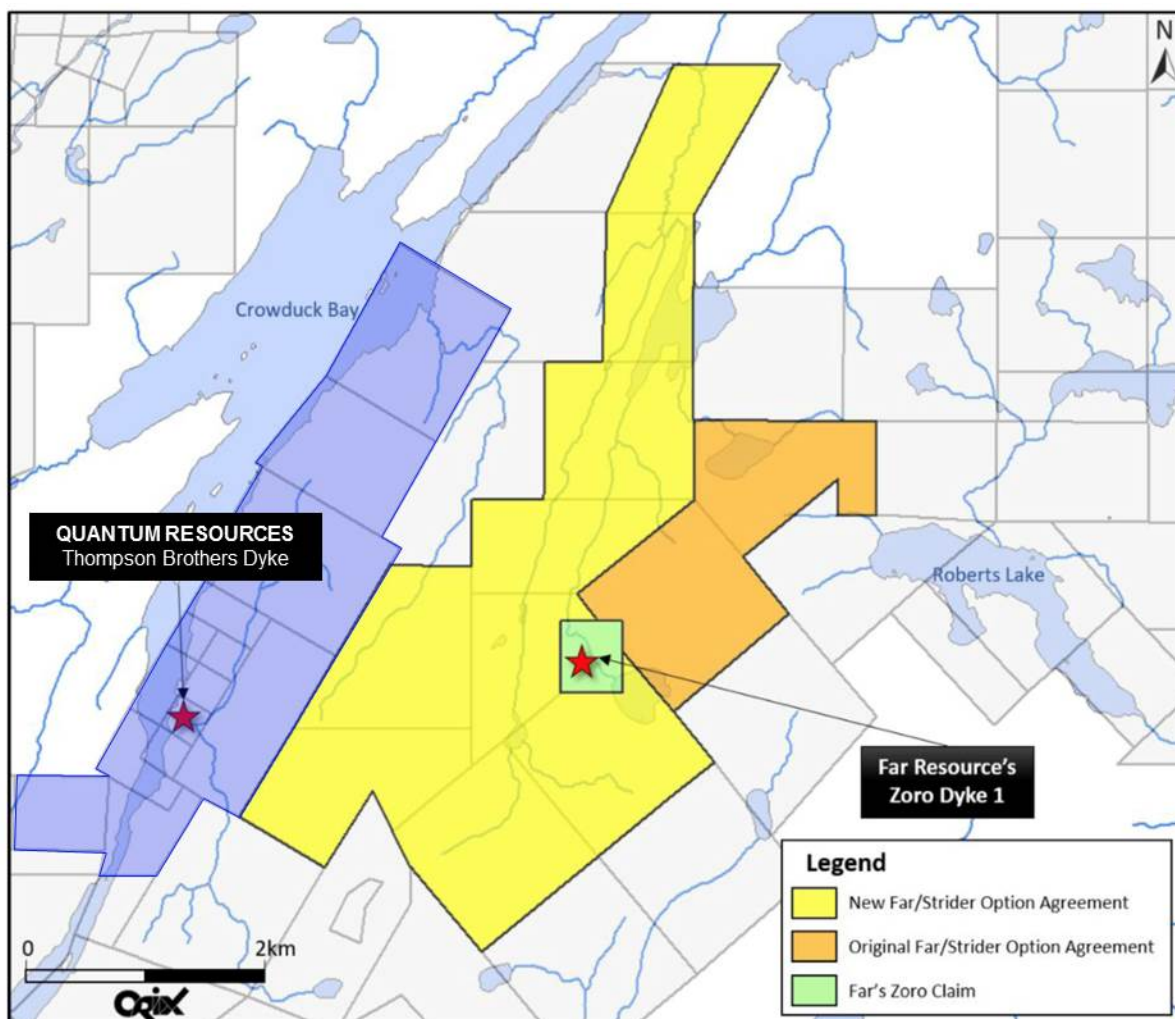 N
Crowduck Bay
QUANTUM RESOURCES
Thompson Brothers Dyke
Roberts Lake
Far Resource's
Zoro Dyke 1
Legend
New Far/Strider Option Agreement
Original Far/Strider Option Agreement
Far's Zoro Claim
0 2km
Orix